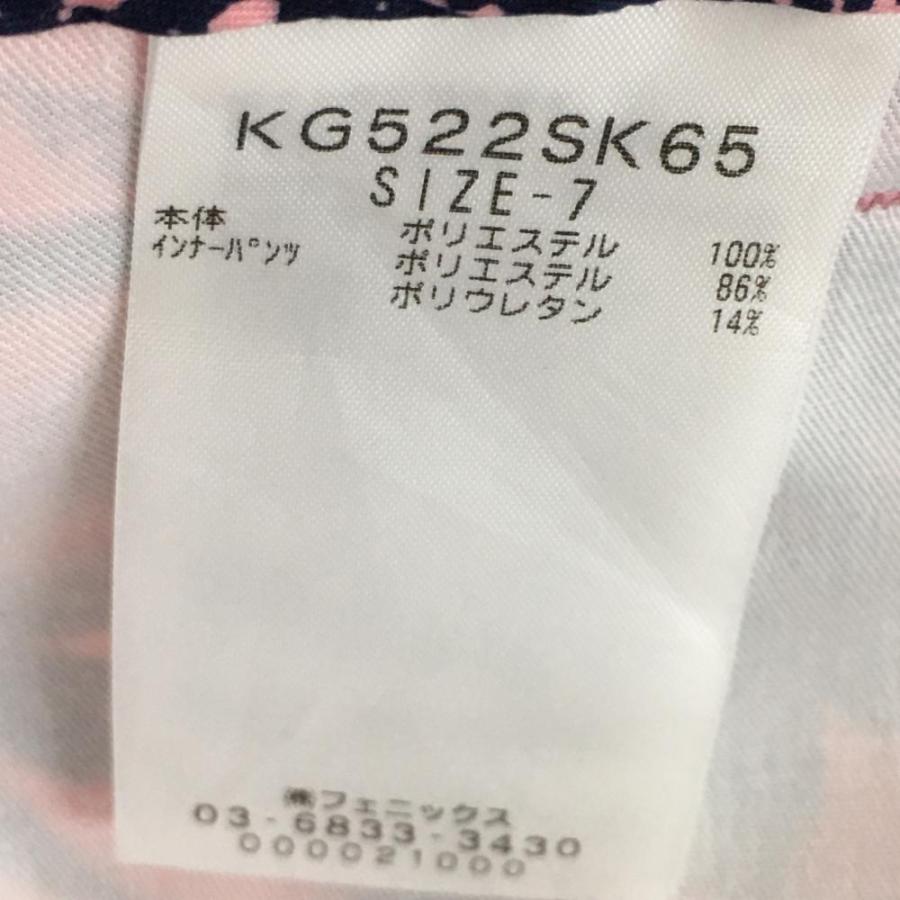 KG522SK65
SIZE-7
本体 ポリエステル 100%
インナーパンツ ポリエステル 86%
ポリウレタン 14%
㈱フェニックス
03-6833-3430
000021000